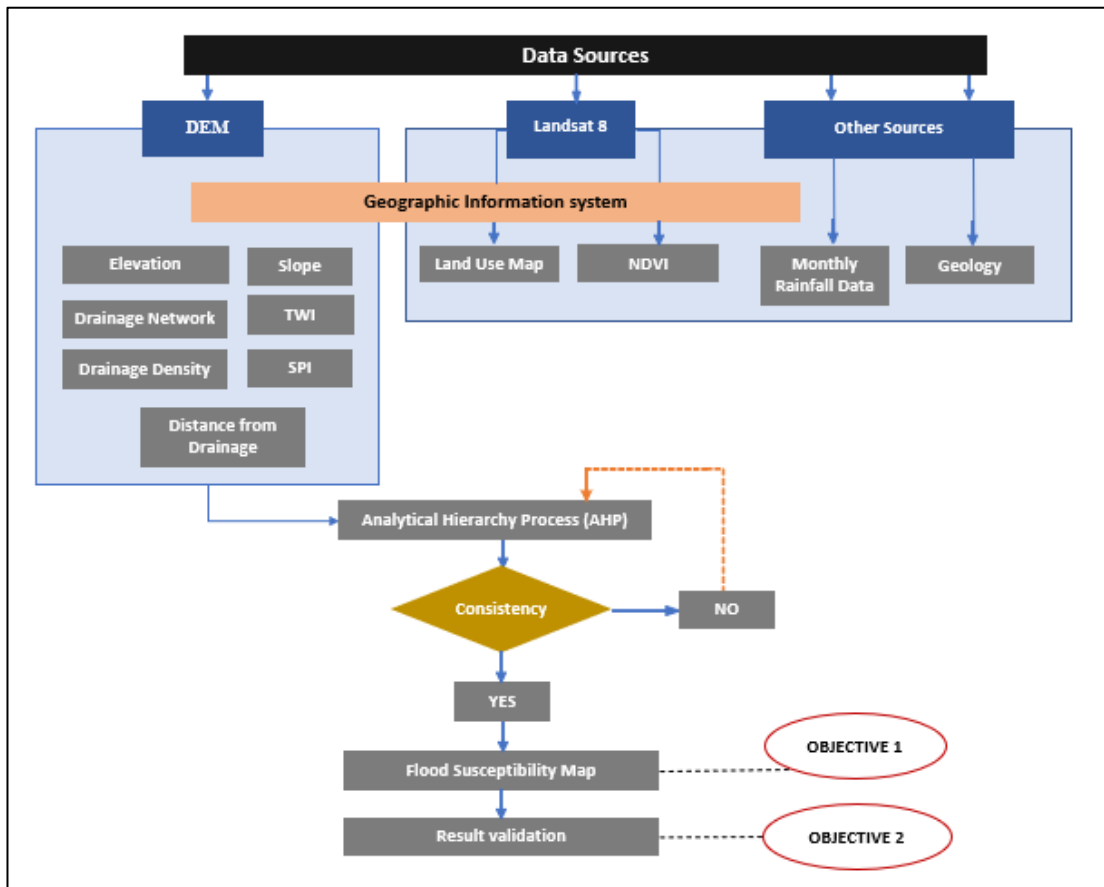 Data Sources
DEM
Landsat 8
Other Sources
Geographic Information system
Elevation
Slope
Land Use Map
NDVI
Monthly
Rainfall Data
Geology
Drainage Network
TWI
Drainage Density
SPI
Distance from
Drainage
Analytical Hierarchy Process (AHP)
Consistency
NO
YES
Flood Susceptibility Map
OBJECTIVE 1
Result validation
OBJECTIVE 2